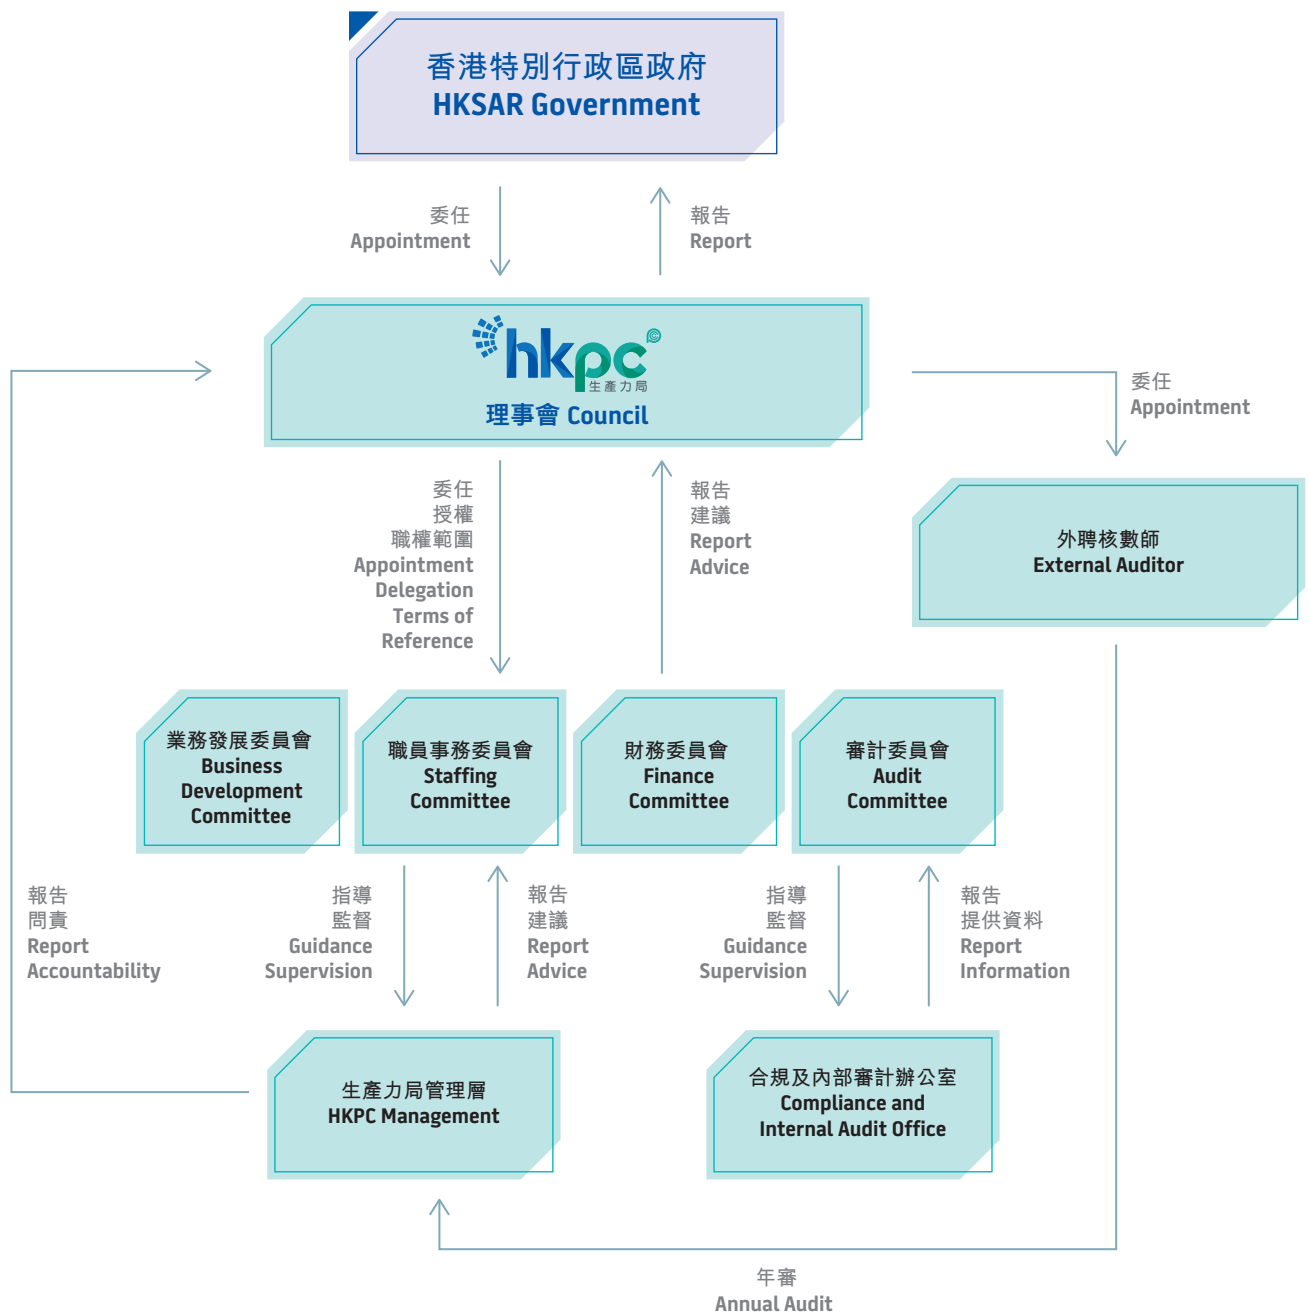 香港特別行政區政府
HKSAR Government
委任
Appointment
報告
Report
hkpc
生產力局
理事會 Council
委任
Appointment
委任
授權
職權範圍
Appointment
Delegation
Terms of
Reference
報告
建議
Report
Advice
外聘核數師
External Auditor
業務發展委員會
Business
Development
Committee
職員事務委員會
Staffing
Committee
財務委員會
Finance
Committee
審計委員會
Audit
Committee
報告
問責
Report
Accountability
指導
監督
Guidance
Supervision
報告
建議
Report
Advice
指導
監督
Guidance
Supervision
報告
提供資料
Report
Information
生產力局管理層
HKPC Management
合規及內部審計辦公室
Compliance and
Internal Audit Office
年審
Annual Audit